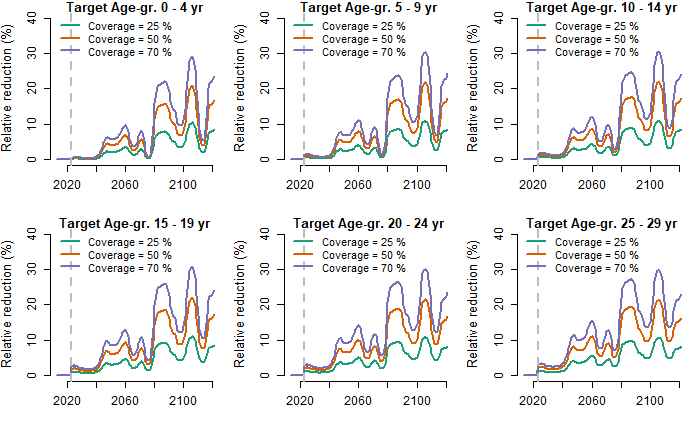 Target Age-gr. 0 - 4 yr
Relative reduction (%)
40
30
20
10
0
Coverage = 25 %
Coverage = 50 %
Coverage = 70 %
2020
2060
2100
Target Age-gr. 5 - 9 yr
Relative reduction (%)
40
30
20
10
0
Coverage = 25 %
Coverage = 50 %
Coverage = 70 %
2020
2060
2100
Target Age-gr. 10 - 14 yr
Relative reduction (%)
40
30
20
10
0
Coverage = 25 %
Coverage = 50 %
Coverage = 70 %
2020
2060
2100
Target Age-gr. 15 - 19 yr
Relative reduction (%)
40
30
20
10
0
Coverage = 25 %
Coverage = 50 %
Coverage = 70 %
2020
2060
2100
Target Age-gr. 20 - 24 yr
Relative reduction (%)
40
30
20
10
0
Coverage = 25 %
Coverage = 50 %
Coverage = 70 %
2020
2060
2100
Target Age-gr. 25 - 29 yr
Relative reduction (%)
40
30
20
10
0
Coverage = 25 %
Coverage = 50 %
Coverage = 70 %
2020
2060
2100